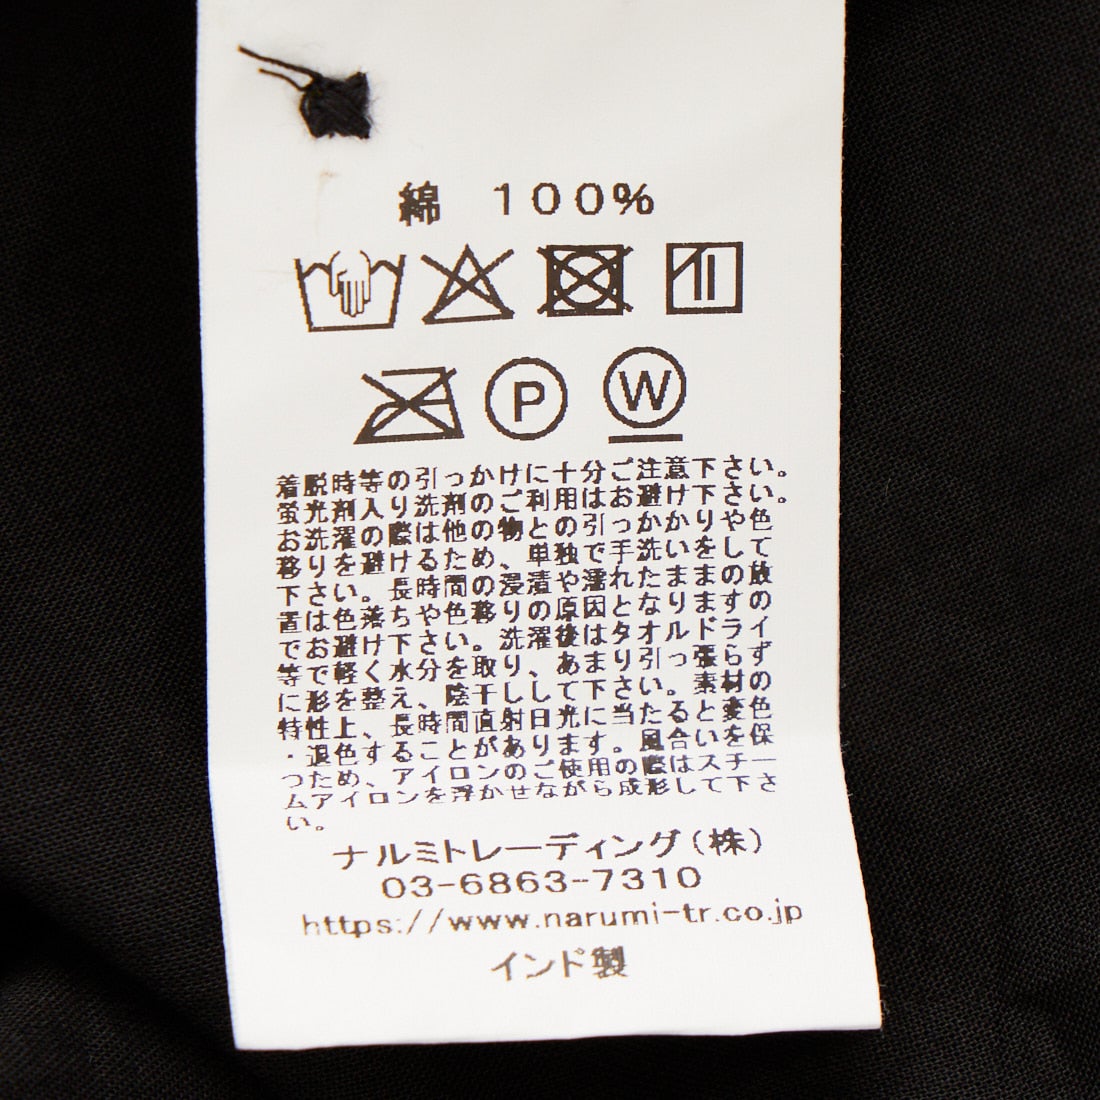 綿 100%
P W
着脱時等の引っかけに十分ご注意下さい。
蛍光剤入り洗剤のご利用はお避け下さい。
お洗濯の際は他の物との引っかかりや色
移りを避けるため、単独で手洗いをして
下さい。長時間の浸漬や濡れたままの放
置は色落ちや色移りの原因となりますの
でお避け下さい。洗濯後はタオルドライ
等で軽く水分を取り、あまり引っ張らず
に形を整え、陰干しして下さい。素材の
特性上、長時間直射日光に当たると変色
・退色することがあります。風合いを保
つため、アイロンのご使用の際はスチー
ムアイロンを浮かせながら成形して下さ
い。
ナルミトレーディング(株)
03-6863-7310
https://www.narumi-tr.co.jp
インド製